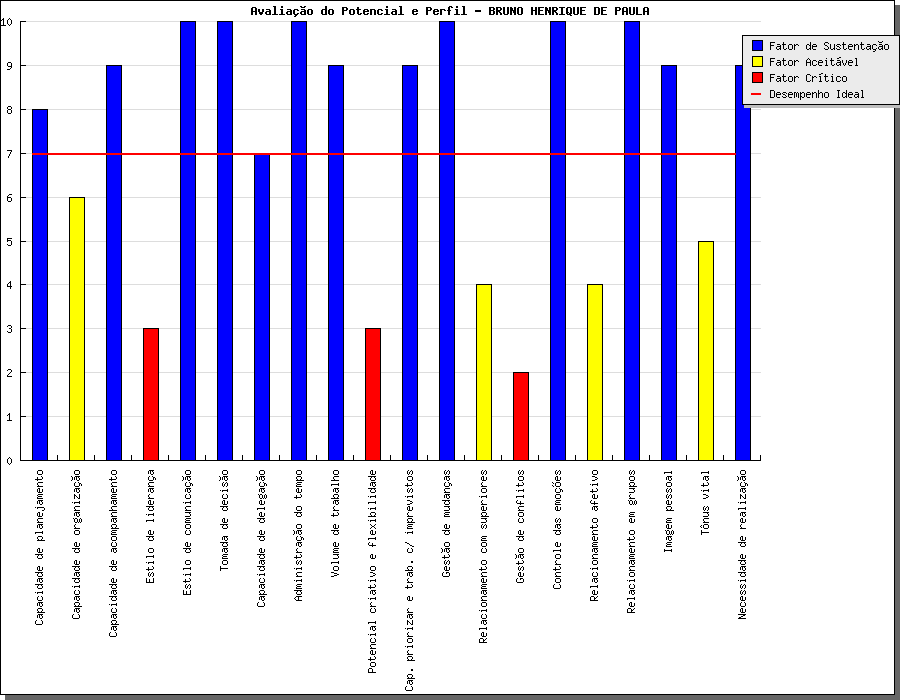 Avaliação do Potencial e Perfil - BRUNO HENRIQUE DE PAULA
Fator de Sustentação
Fator Aceitável
Fator Crítico
Desempenho Ideal
10
9
8
7
6
5
4
3
2
1
0
Capacidade de planejamento
Capacidade de organização
Capacidade de acompanhamento
Estilo de liderança
Estilo de comunicação
Tomada de decisão
Capacidade de delegação
Administração do tempo
Volume de trabalho
Potencial criativo e flexibilidade
Cap. priorizar e trab. c/ imprevistos
Gestão de mudanças
Relacionamento com superiores
Gestão de conflitos
Controle das emoções
Relacionamento afetivo
Relacionamento em grupos
Imagem pessoal
Tônus vital
Necessidade de realização